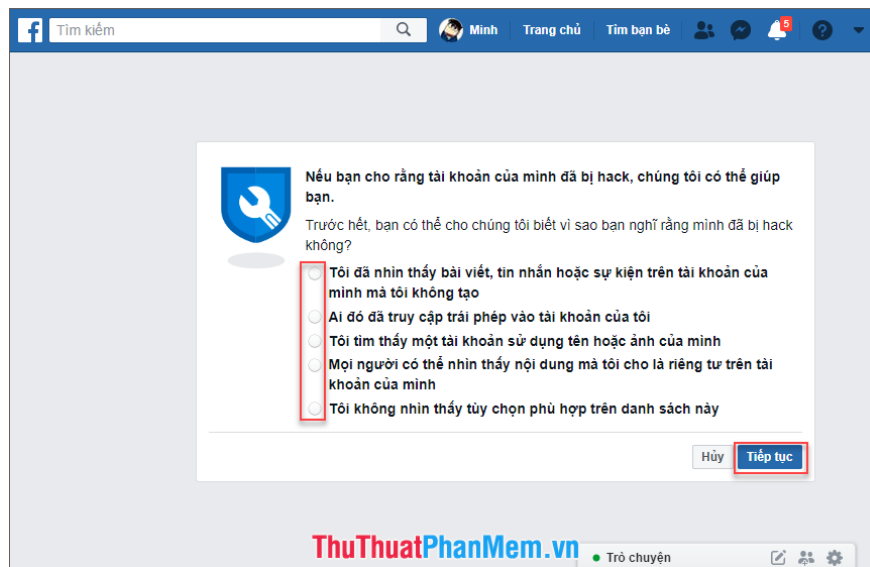 Tìm kiếm
Minh
Trang chủ
Tìm bạn bè
5
Nếu bạn cho rằng tài khoản của mình đã bị hack, chúng tôi có thể giúp
bạn.
Trước hết, bạn có thể cho chúng tôi biết vì sao bạn nghĩ rằng mình đã bị hack
không?
Tôi đã nhìn thấy bài viết, tin nhắn hoặc sự kiện trên tài khoản của
mình mà tôi không tạo
Ai đó đã truy cập trái phép vào tài khoản của tôi
Tôi tìm thấy một tài khoản sử dụng tên hoặc ảnh của mình
Mọi người có thể nhìn thấy nội dung mà tôi cho là riêng tư trên tài
khoản của mình
Tôi không nhìn thấy tùy chọn phù hợp trên danh sách này
Hủy
Tiếp tục
ThuThuatPhanMem.vn
Trò chuyện